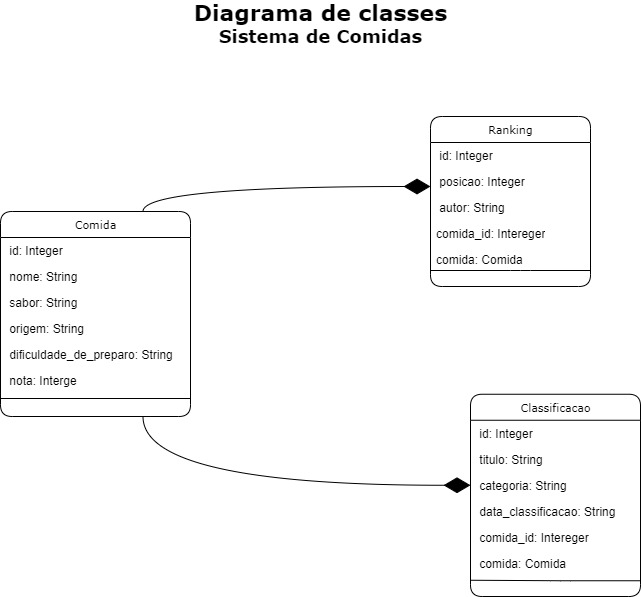 Diagrama de classes
Sistema de Comidas
Ranking
id: Integer
posicao: Integer
autor: String
comida_id: Intereger
comida: Comida
Comida
id: Integer
nome: String
sabor: String
origem: String
dificuldade_de_preparo: String
nota: Interge
Classificacao
id: Integer
titulo: String
categoria: String
data_classificacao: String
comida_id: Intereger
comida: Comida